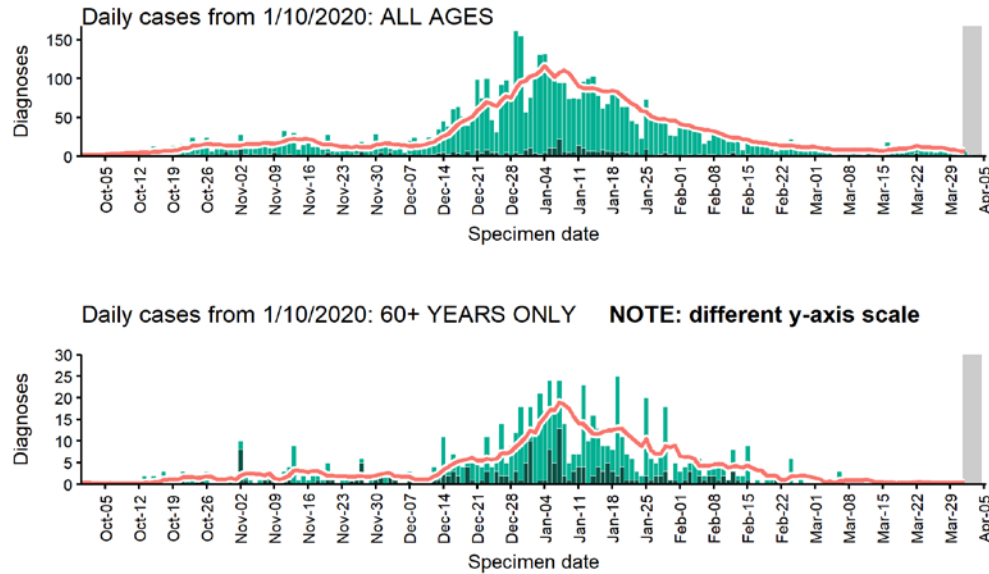 Daily cases from 1/10/2020: ALL AGES
150
100
50
0
Diagnoses
Oct-05
Oct-12
Oct-19
Oct-26
Nov-02
Nov-09
Nov-16
Nov-23
Nov-30
Dec-07
Dec-14
Dec-21
Dec-28
Jan-04
Jan-11
Jan-18
Jan-25
Feb-01
Feb-08
Feb-15
Feb-22
Mar-01
Mar-08
Mar-15
Mar-22
Mar-29
Apr-05
Specimen date
Daily cases from 1/10/2020: 60+ YEARS ONLY NOTE: different y-axis scale
30
25
20
15
10
5
0
Diagnoses
Oct-05
Oct-12
Oct-19
Oct-26
Nov-02
Nov-09
Nov-16
Nov-23
Nov-30
Dec-07
Dec-14
Dec-21
Dec-28
Jan-04
Jan-11
Jan-18
Jan-25
Feb-01
Feb-08
Feb-15
Feb-22
Mar-01
Mar-08
Mar-15
Mar-22
Mar-29
Apr-05
Specimen date